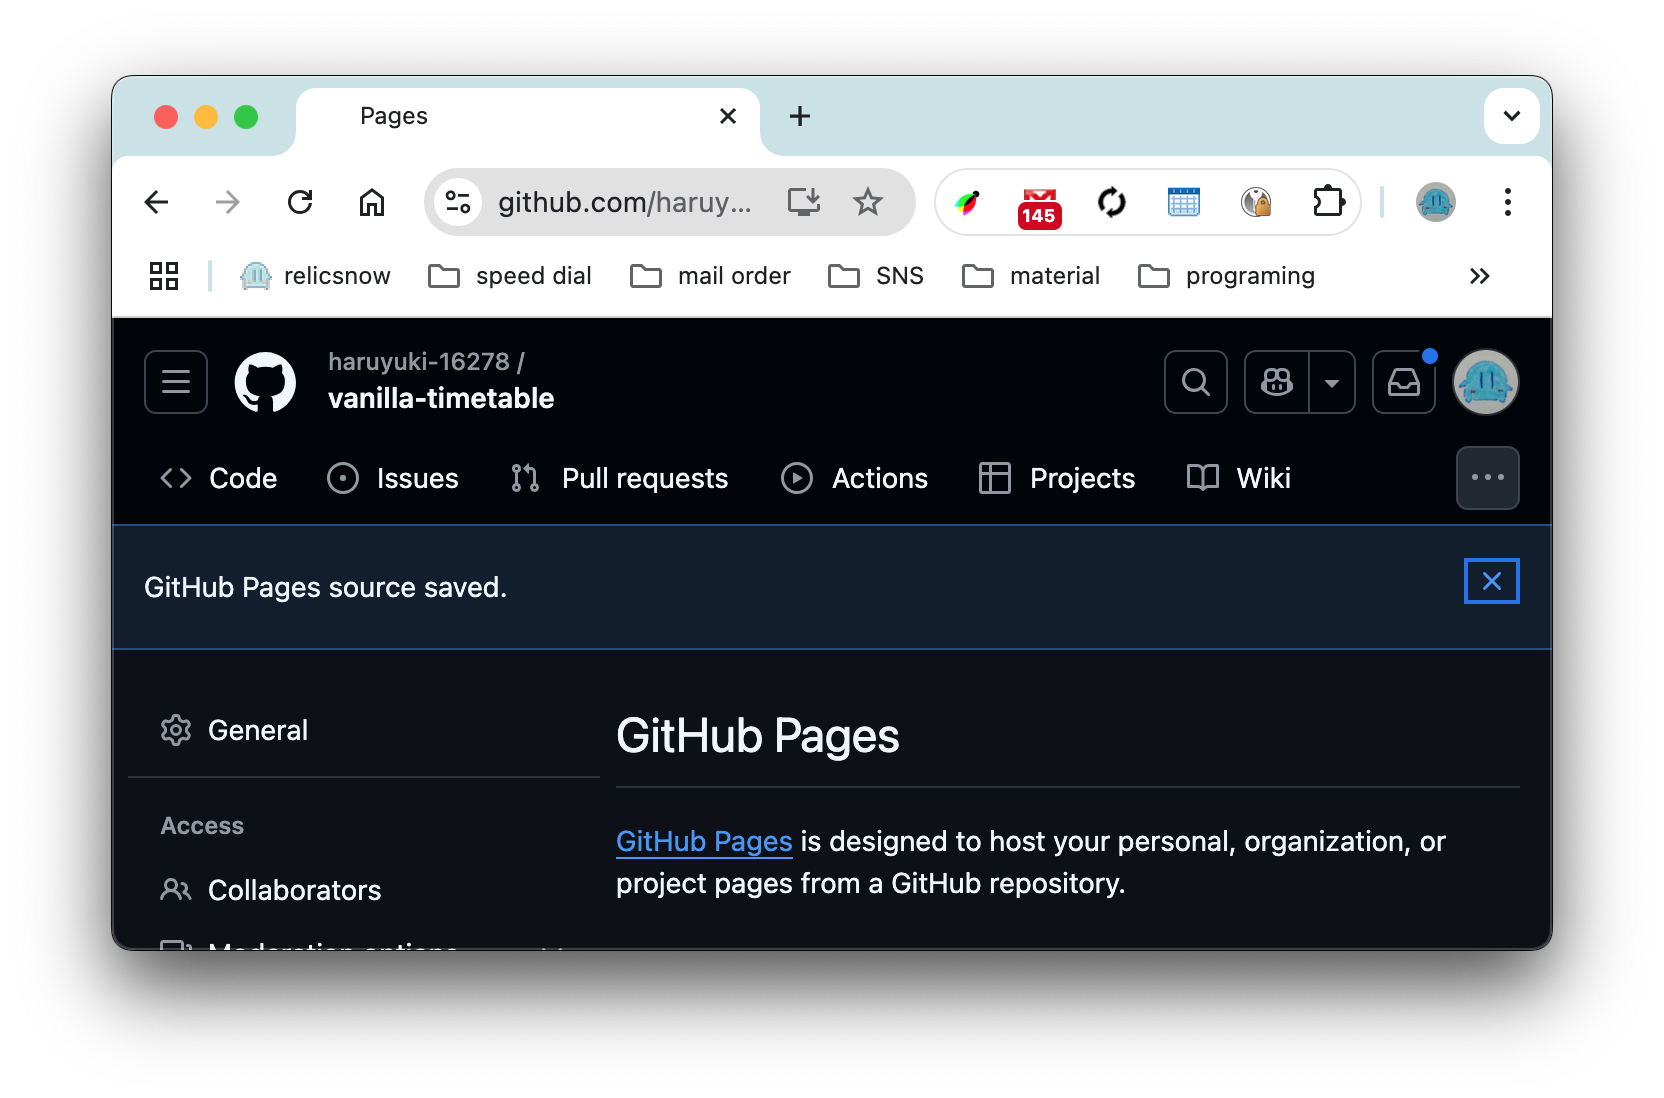 Pages
github.com/haruy...
145
relicsnow
speed dial
mail order
SNS
material
programing
haruyuki-16278 /
vanilla-timetable
Code
Issues
Pull requests
Actions
Projects
Wiki
GitHub Pages source saved.
General
Access
Collaborators
Moderation options
GitHub Pages
GitHub Pages is designed to host your personal, organization, or
project pages from a GitHub repository.